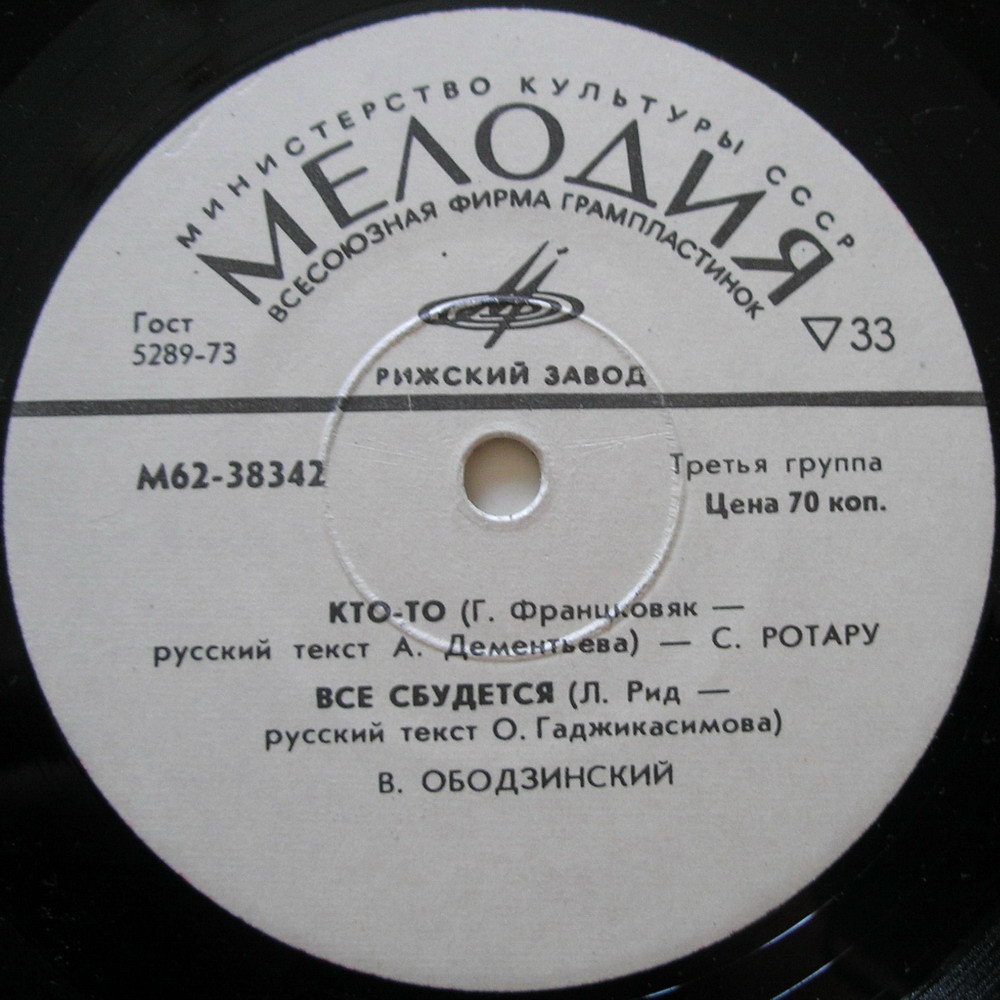 МИНИСТЕРСТВО КУЛЬТУРЫ СССР
МЕЛОДИЯ
ВСЕСОЮЗНАЯ ФИРМА ГРАМПЛАСТИНОК
Гост
5289-73
▽33
РИЖСКИЙ ЗАВОД
М62-38342
Третья группа
Цена 70 коп.
КТО-ТО (Г. Францковяк —
русский текст А. Дементьева) — С. РОТАРУ
ВСЕ СБУДЕТСЯ (Л. Рид —
русский текст О. Гаджикасимова)
В. ОБОДЗИНСКИЙ